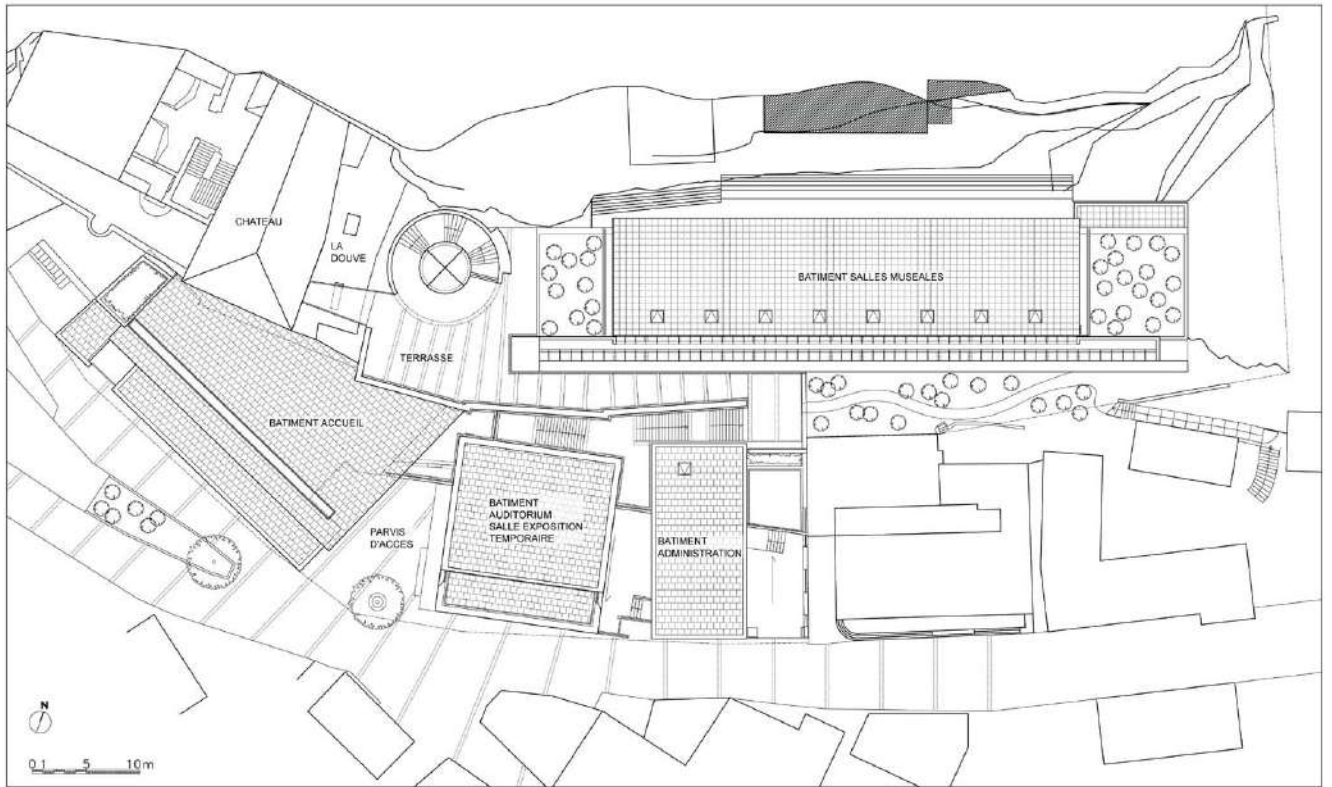 CHATEAU
LA
DOUVE
BATIMENT SALLES MUSEALES
TERRASSE
BATIMENT ACCUEIL
BATIMENT
AUDITORIUM
SALLE EXPOSITION
TEMPORAIRE
PARVIS
D'ACCES
BATIMENT
ADMINISTRATION
N
0 1 5 10 m